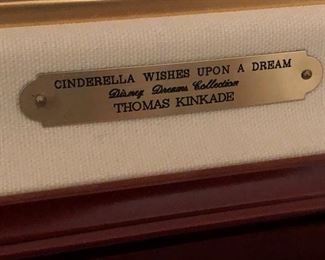 CINDERELLA WISHES UPON A DREAM
Disney Dreams Collection
THOMAS KINKADE